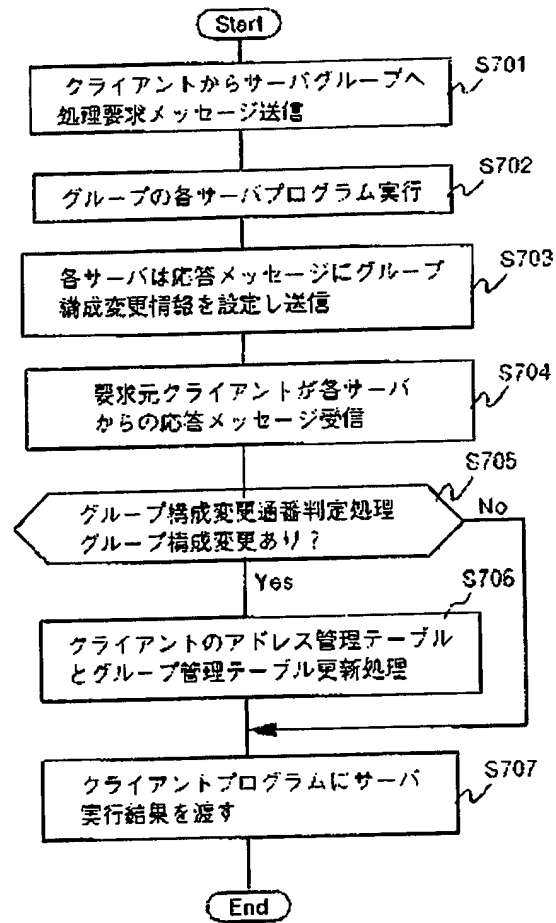 Start
クライアントからサーバグループへ
処理要求メッセージ送信
S701
グループの各サーバプログラム実行
S702
各サーバは応答メッセージにグループ
構成変更情報を設定し送信
S703
要求元クライアントが各サーバ
からの応答メッセージ受信
S704
グループ構成変更通番判定処理
グループ構成変更あり?
S705
No
Yes
S706
クライアントのアドレス管理テーブル
とグループ管理テーブル更新処理
クライアントプログラムにサーバ
実行結果を渡す
S707
End